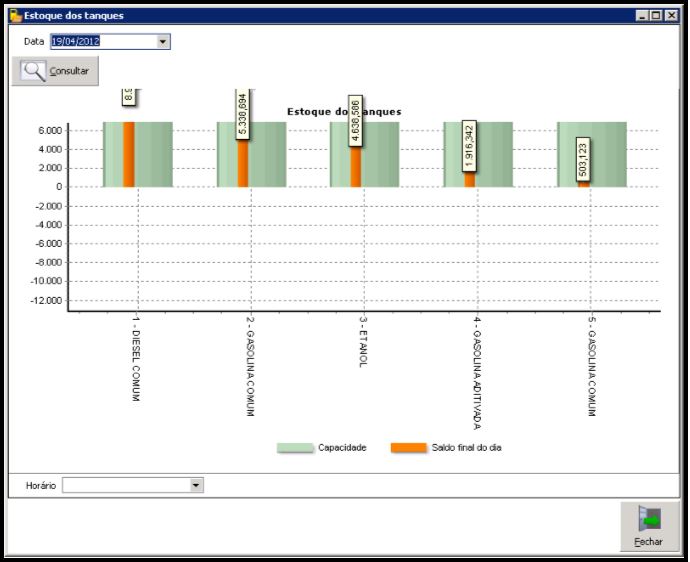 Estoque dos tanques
Data 19/04/2012
Consultar
Estoque dos tanques
5.338,694
4.638,586
1.916,342
503,123
6.000
4.000
2.000
0
-2.000
-4.000
-6.000
-8.000
-10.000
-12.000
1 - DIESEL COMUM
2 - GASOLINA COMUM
3 - ETANOL
4 - GASOLINA ADITIVADA
5 - GASOLINA COMUM
Capacidade
Saldo final do dia
Horário
Fechar